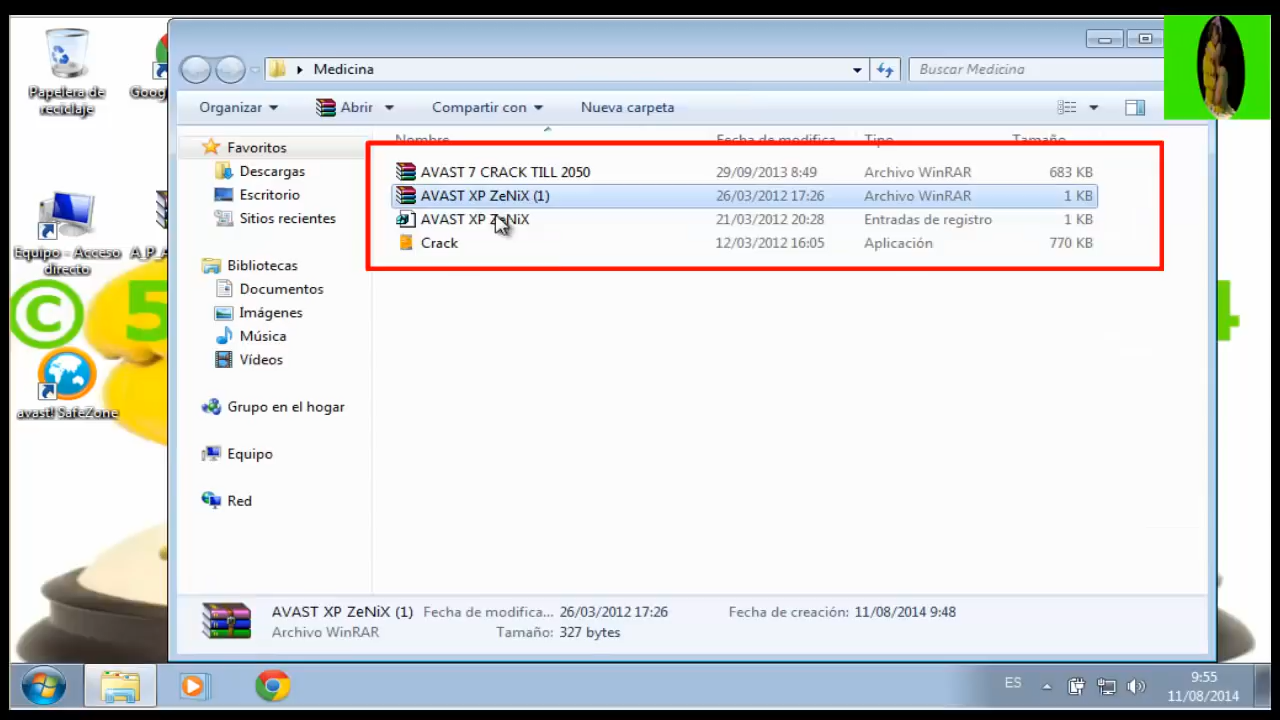 Papelera de
reciclaje
Goog
Equipo - Acceso
directo
A_P_A
avast! SafeZone
© 5
4
Medicina
Buscar Medicina
Organizar
Abrir
Compartir con
Nueva carpeta
Nombre Fecha de modifica... Tipo Tamaño
AVAST 7 CRACK TILL 2050 29/09/2013 8:49 Archivo WinRAR 683 KB
AVAST XP ZeNiX (1) 26/03/2012 17:26 Archivo WinRAR 1 KB
AVAST XP ZeNiX 21/03/2012 20:28 Entradas de registro 1 KB
Crack 12/03/2012 16:05 Aplicación 770 KB
Favoritos
Descargas
Escritorio
Sitios recientes
Bibliotecas
Documentos
Imágenes
Música
Vídeos
Grupo en el hogar
Equipo
Red
AVAST XP ZeNiX (1) Fecha de modifica... 26/03/2012 17:26 Fecha de creación: 11/08/2014 9:48
Archivo WinRAR Tamaño: 327 bytes
ES
9:55
11/08/2014